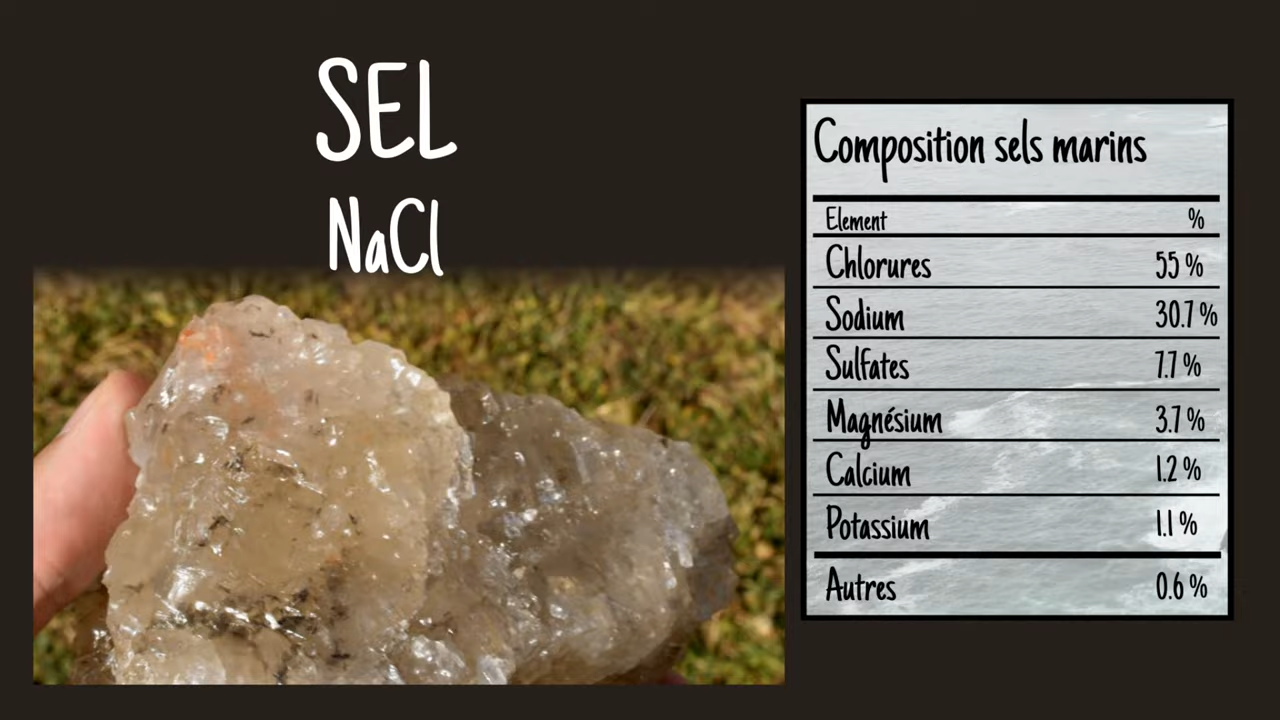 SEL
NaCl
Composition sels marins
Element %
Chlorures 55 %
Sodium 30.7 %
Sulfates 7.7 %
Magnésium 3.7 %
Calcium 1.2 %
Potassium 1.1 %
Autres 0.6 %